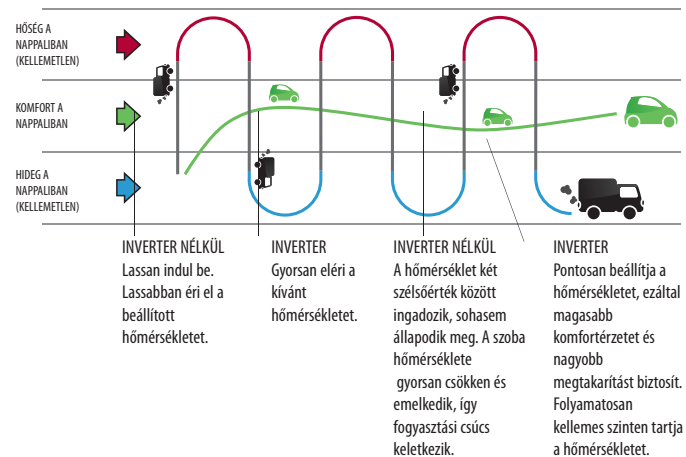 HŐSÉG A
NAPPALIBAN
(KELLEMETLEN)
KOMFORT A
NAPPALIBAN
HIDEG A
NAPPALIBAN
(KELLEMETLEN)
INVERTER NÉLKÜL
Lassan indul be.
Lassabban éri el a
beállított
hőmérsékletet.
INVERTER
Gyorsan eléri a
kívánt
hőmérsékletet.
INVERTER NÉLKÜL
A hőmérséklet két
szélsőérték között
ingadozik, sohasem
állapodik meg. A szoba
hőmérséklete
gyorsan csökken és
emelkedik, így
fogyasztási csúcs
keletkezik.
INVERTER
Pontosan beállítja a
hőmérsékletet, ezáltal
magasabb
komfortérzetet és
nagyobb
megtakarítást biztosít.
Folyamatosan
kellemes szinten tartja
a hőmérsékletet.